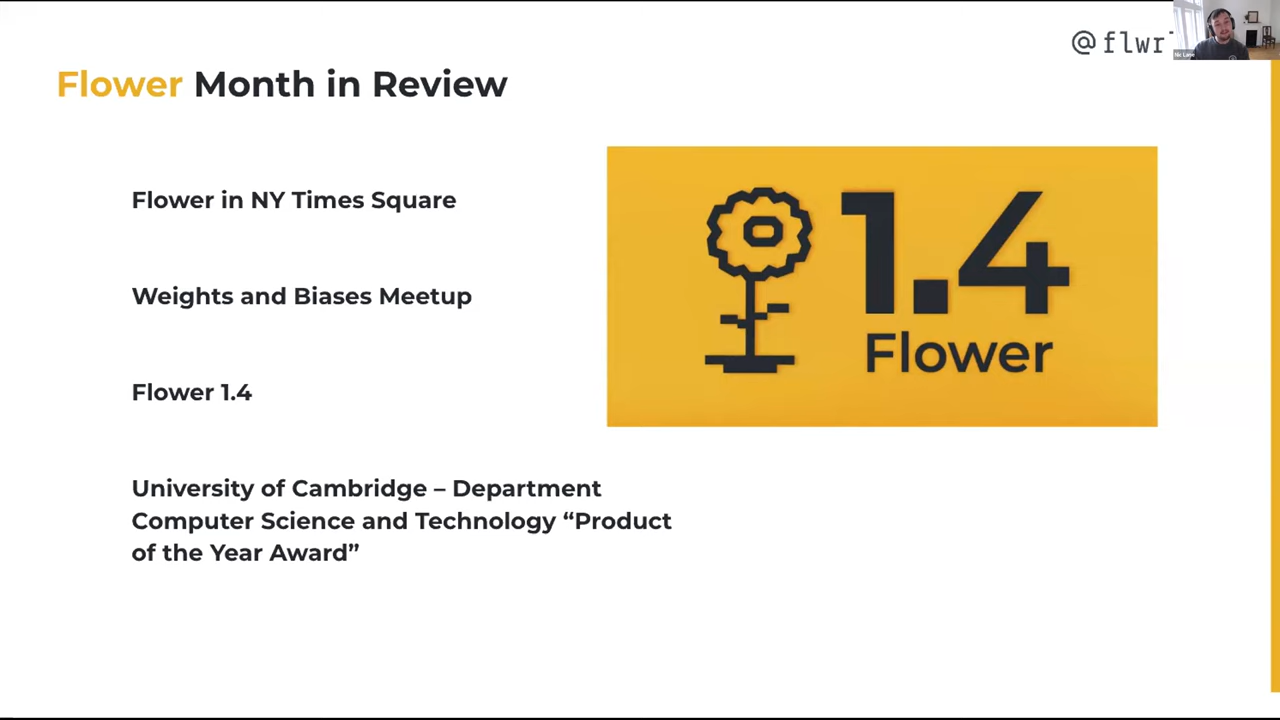 @flwr
Flower Month in Review
Flower in NY Times Square
Weights and Biases Meetup
Flower 1.4
University of Cambridge – Department
Computer Science and Technology “Product
of the Year Award”
1.4
Flower